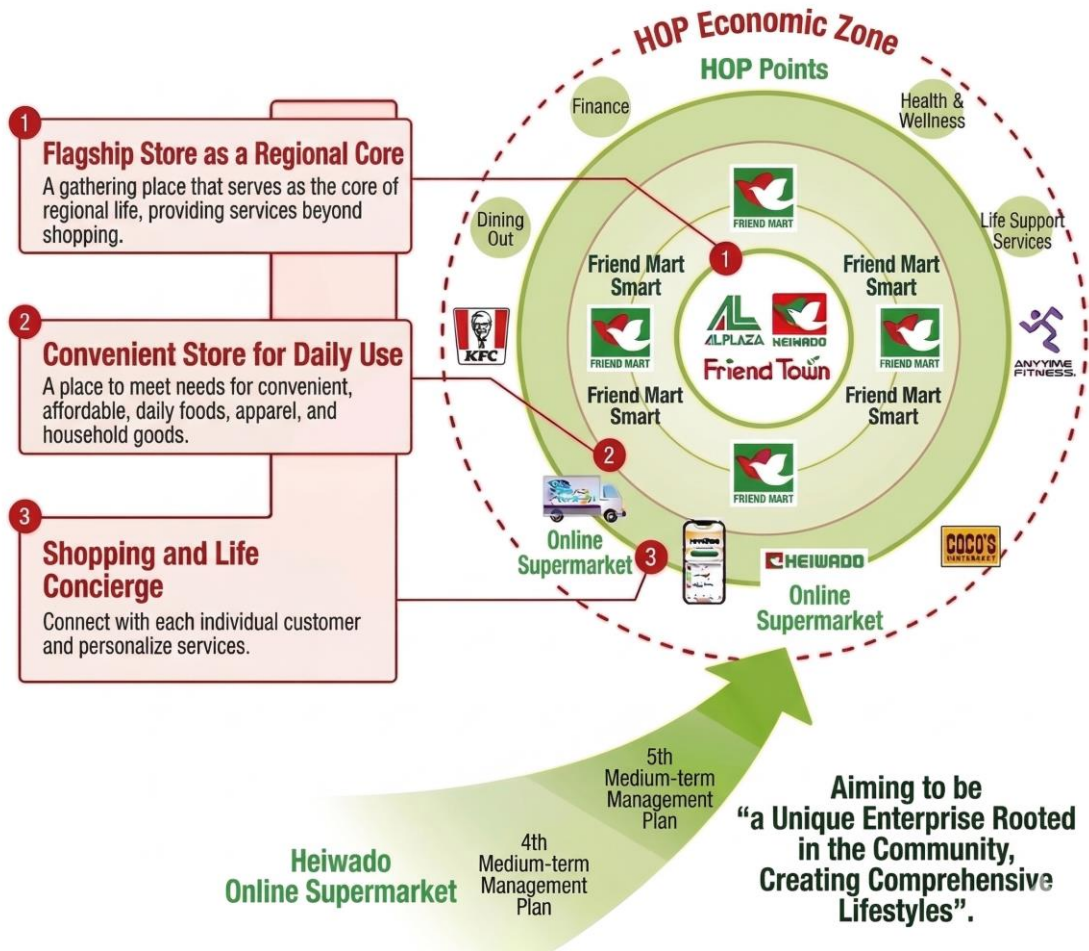 HOP Economic Zone
HOP Points
Finance
Health &
Wellness
Dining
Out
Life Support
Services
1
Flagship Store as a Regional Core
A gathering place that serves as the core of
regional life, providing services beyond
shopping.
2
Convenient Store for Daily Use
A place to meet needs for convenient,
affordable, daily foods, apparel, and
household goods.
3
Shopping and Life
Concierge
Connect with each individual customer
and personalize services.
FRIEND MART
1
Friend Mart
Smart
Friend Mart
Smart
KFC
FRIEND MART
ALPLAZA
HEIWADO
Friend Town
FRIEND MART
ANYYIME
FITNESS.
Friend Mart
Smart
Friend Mart
Smart
2
FRIEND MART
Online
Supermarket
3
HEIWADO
Online
Supermarket
COCO'S
5th
Medium-term
Management
Plan
4th
Medium-term
Management
Plan
Heiwado
Online Supermarket
Aiming to be
“a Unique Enterprise Rooted
in the Community,
Creating Comprehensive
Lifestyles”.